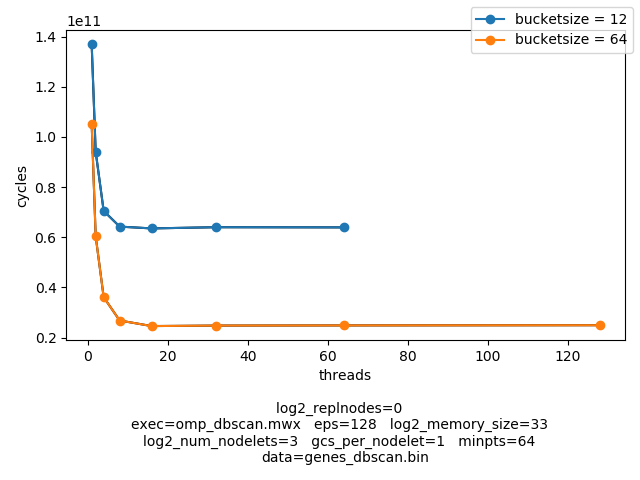 1e11
bucketsize = 12
bucketsize = 64
1.4
1.2
1.0
0.8
0.6
0.4
0.2
cycles
0 20 40 60 80 100 120
threads
log2_replnodes=0
exec=omp_dbscan.mwx eps=128 log2_memory_size=33
log2_num_nodelets=3 gcs_per_nodelet=1 minpts=64
data=genes_dbscan.bin